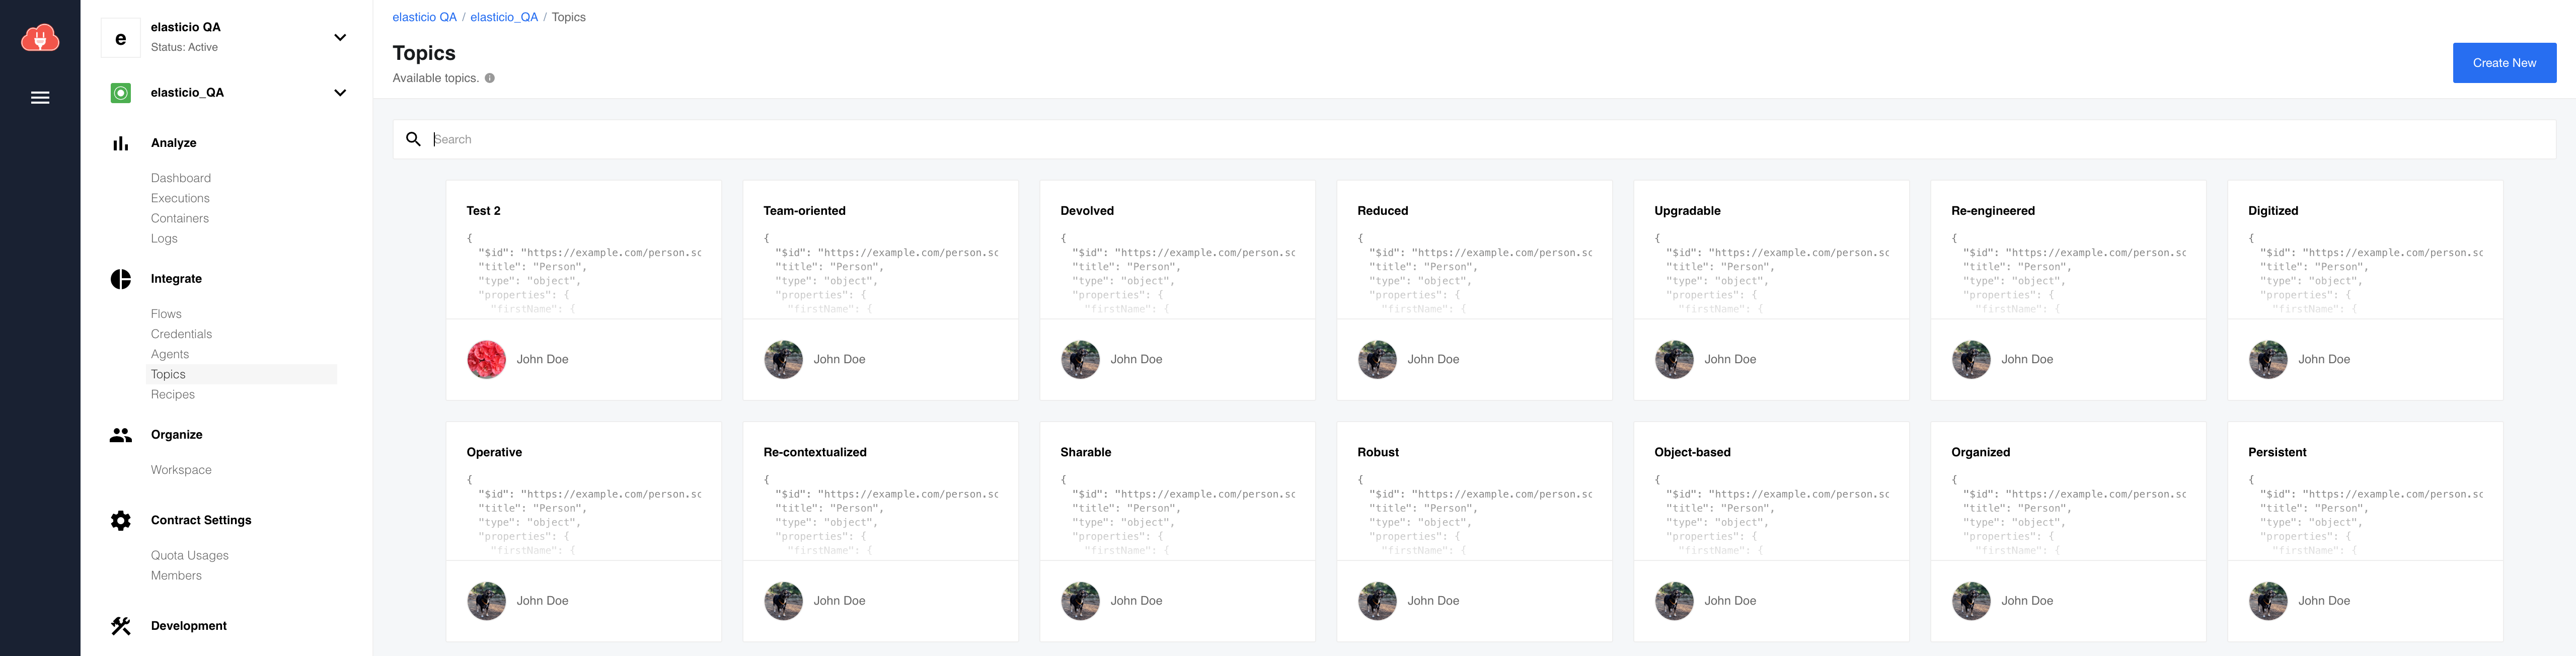 e
elasticio QA
Status: Active
elasticio_QA
Analyze
Dashboard
Executions
Containers
Logs
Integrate
Flows
Credentials
Agents
Topics
Recipes
Organize
Workspace
Contract Settings
Quota Usages
Members
Development
elasticio QA / elasticio_QA / Topics
Topics
Available topics.
Create New
Search
Test 2
{
"$id": "https://example.com/person.sc
"title": "Person",
"type": "object",
"properties": {
"firstName": {
John Doe
Team-oriented
{
"$id": "https://example.com/person.sc
"title": "Person",
"type": "object",
"properties": {
"firstName": {
John Doe
Devolved
{
"$id": "https://example.com/person.sc
"title": "Person",
"type": "object",
"properties": {
"firstName": {
John Doe
Reduced
{
"$id": "https://example.com/person.sc
"title": "Person",
"type": "object",
"properties": {
"firstName": {
John Doe
Upgradable
{
"$id": "https://example.com/person.sc
"title": "Person",
"type": "object",
"properties": {
"firstName": {
John Doe
Re-engineered
{
"$id": "https://example.com/person.sc
"title": "Person",
"type": "object",
"properties": {
"firstName": {
John Doe
Digitized
{
"$id": "https://example.com/person.sc
"title": "Person",
"type": "object",
"properties": {
"firstName": {
John Doe
Operative
{
"$id": "https://example.com/person.sc
"title": "Person",
"type": "object",
"properties": {
"firstName": {
John Doe
Re-contextualized
{
"$id": "https://example.com/person.sc
"title": "Person",
"type": "object",
"properties": {
"firstName": {
John Doe
Sharable
{
"$id": "https://example.com/person.sc
"title": "Person",
"type": "object",
"properties": {
"firstName": {
John Doe
Robust
{
"$id": "https://example.com/person.sc
"title": "Person",
"type": "object",
"properties": {
"firstName": {
John Doe
Object-based
{
"$id": "https://example.com/person.sc
"title": "Person",
"type": "object",
"properties": {
"firstName": {
John Doe
Organized
{
"$id": "https://example.com/person.sc
"title": "Person",
"type": "object",
"properties": {
"firstName": {
John Doe
Persistent
{
"$id": "https://example.com/person.sc
"title": "Person",
"type": "object",
"properties": {
"firstName": {
John Doe